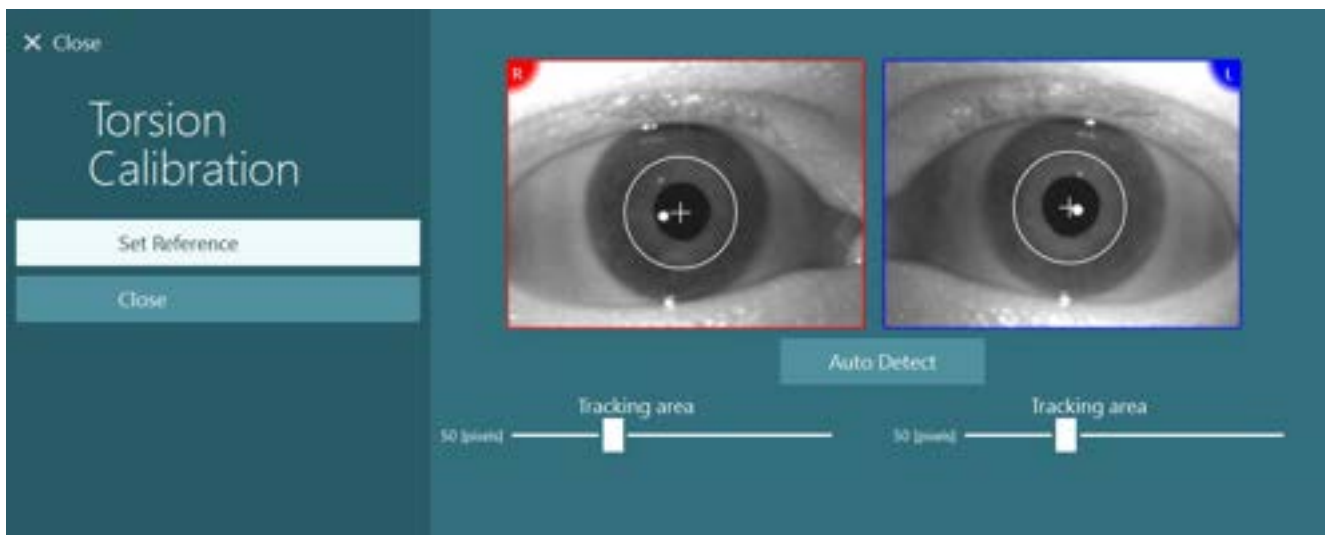 ✕ Close
Torsion
Calibration
Set Reference
Close
R
L
Auto Detect
Tracking area
50 [pixels]
Tracking area
50 [pixels]